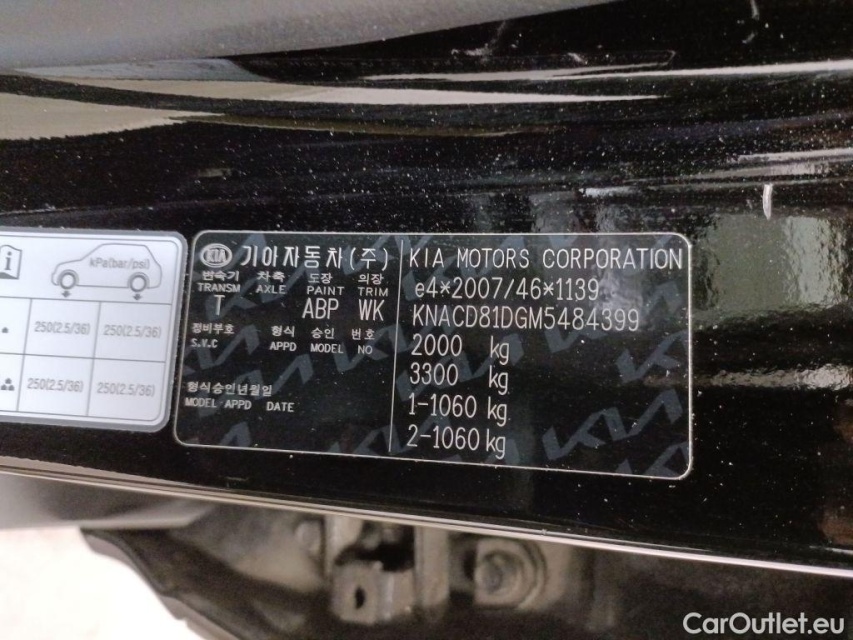 kPa(bar/psi)
250(2.5/36) 250(2.5/36)
250(2.5/36) 250(2.5/36)
KIA 기아자동차(주)
변속기 차축 도장 의장
TRANSM AXLE PAINT TRIM
T ABP WK
정비부호 형식 승인 번호
S.V.C APPD MODEL NO
형식승인년월일
MODEL APPD DATE
KIA MOTORS CORPORATION
e4*2007/46*1139
KNACD81DGM5484399
2000 kg
3300 kg
1-1060 kg
2-1060 kg
CarOutlet.eu